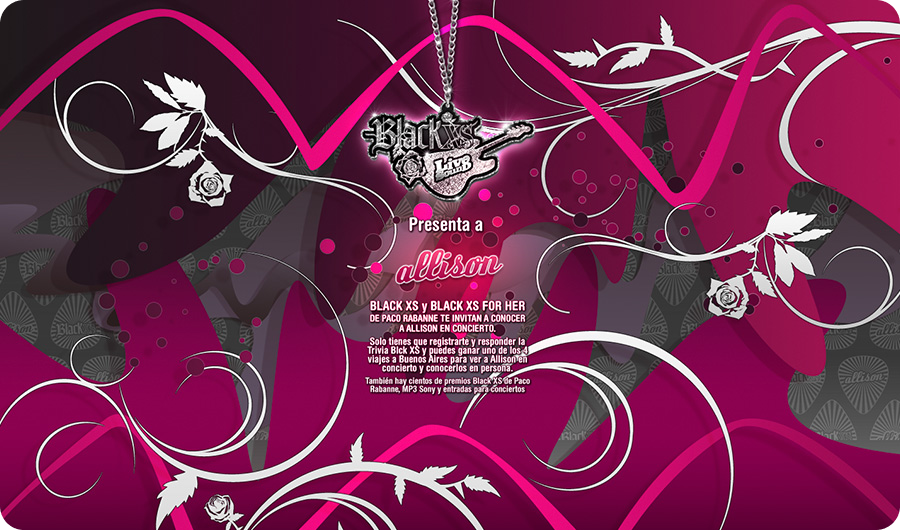 Black XS
Live
SOUND
Presenta a
allison
BLACK XS y BLACK XS FOR HER
DE PACO RABANNE TE INVITAN A CONOCER
A ALLISON EN CONCIERTO.
Solo tienes que registrarte y responder la
Trivia Blck XS y puedes ganar uno de los 4
viajes a Buenos Aires para ver a Allison en
concierto y conocerlos en persona.
También hay cientos de premios Black XS de Paco
Rabanne, MP3 Sony y entradas para conciertos